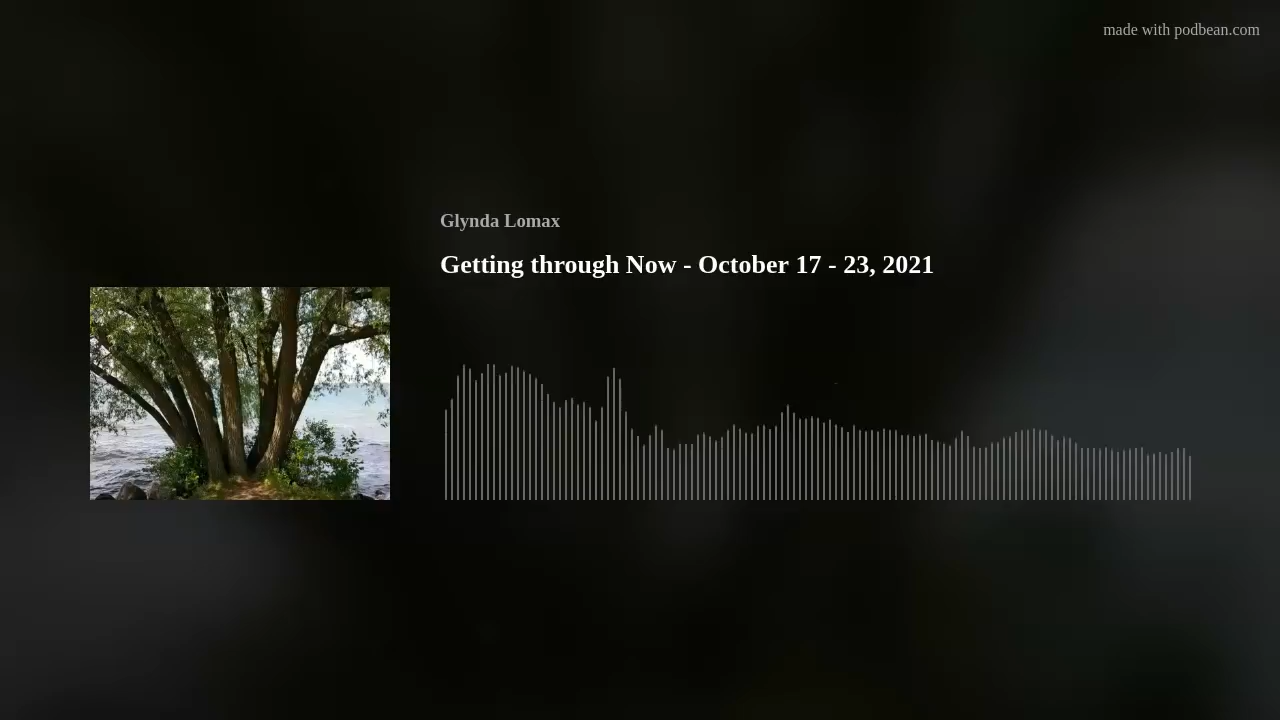 made with podbean.com
Glynda Lomax
Getting through Now - October 17 - 23, 2021